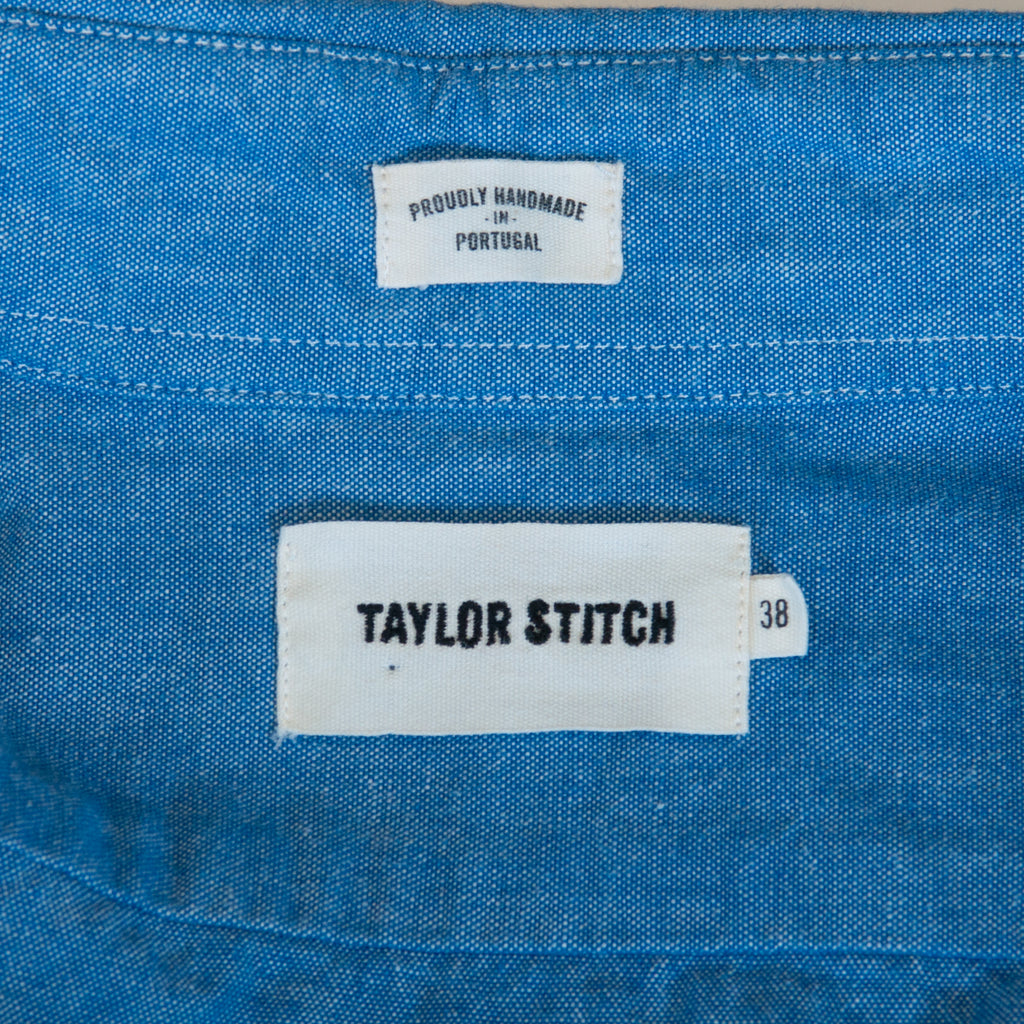 PROUDLY HANDMADE
- IN -
PORTUGAL
TAYLOR STITCH
38